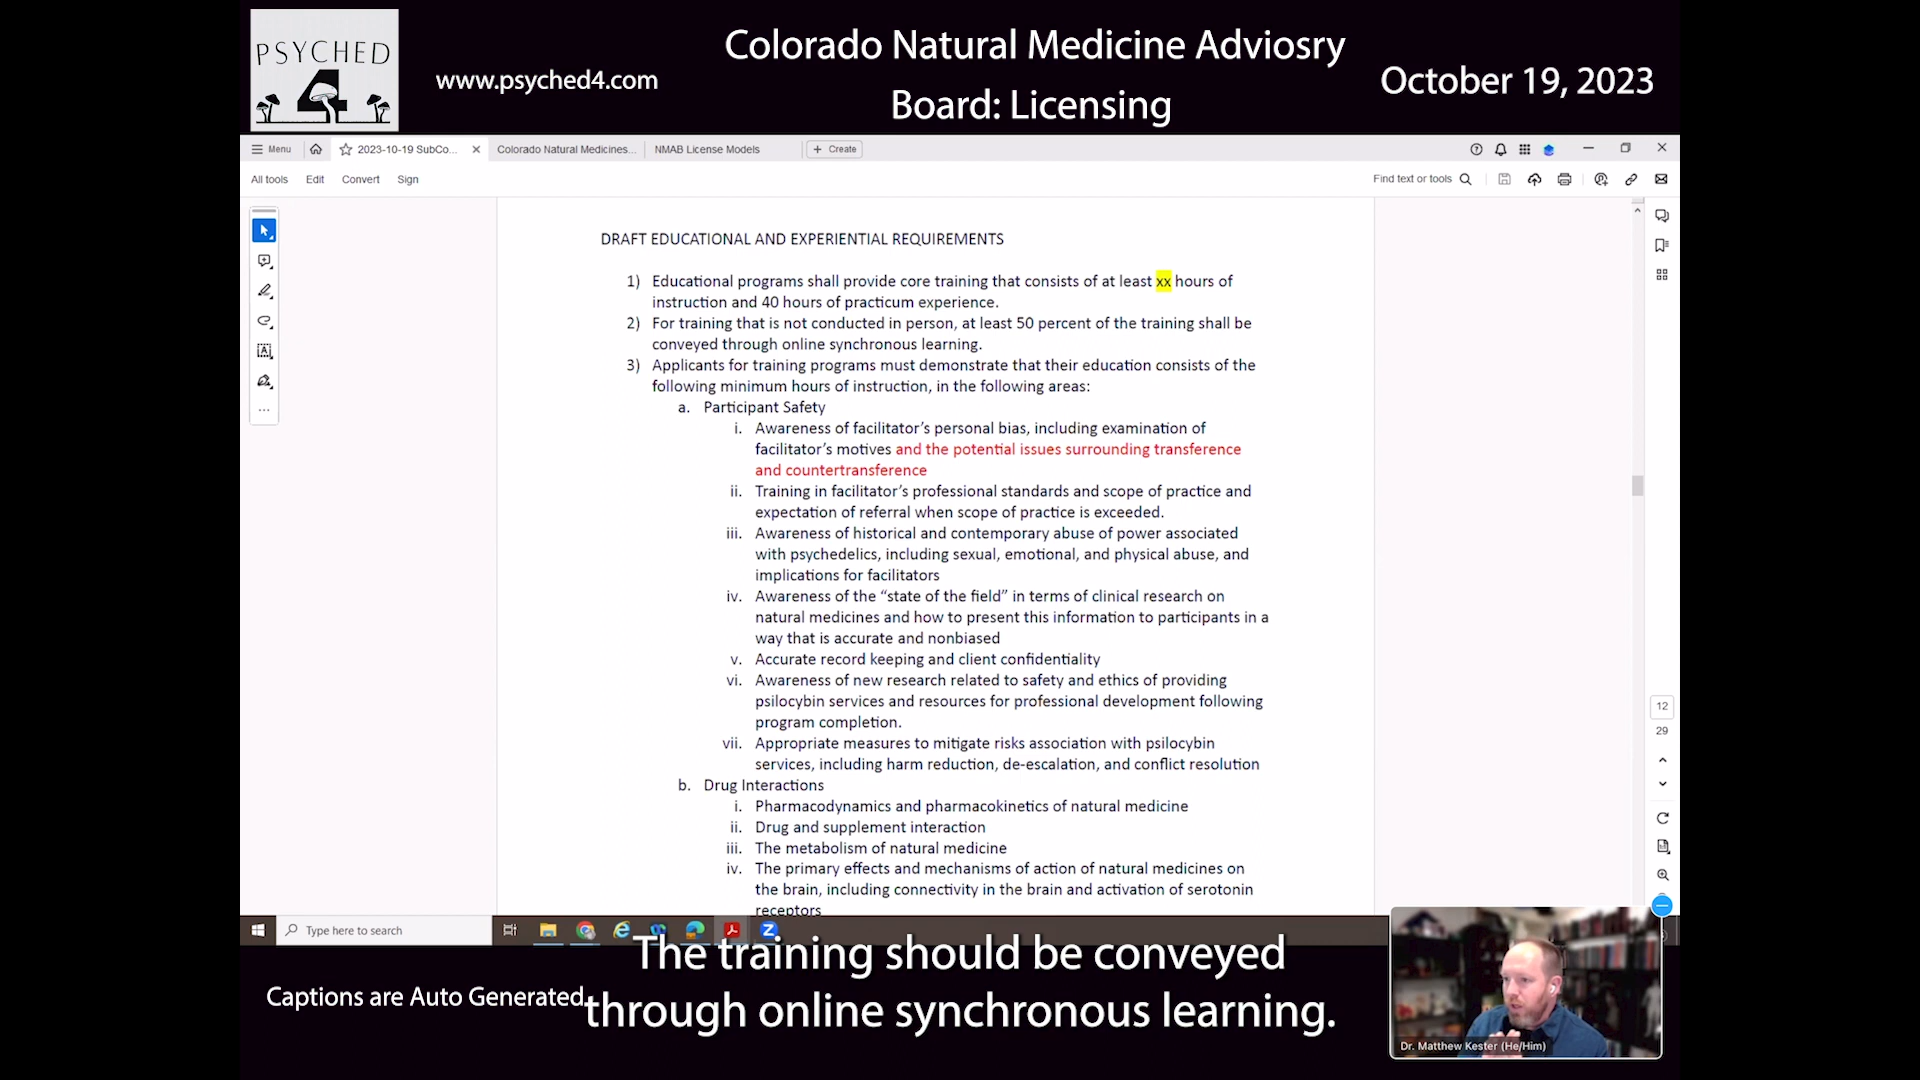 PSYCHED
4
www.psyched4.com
Colorado Natural Medicine Adviosry
Board: Licensing
October 19, 2023
Menu
2023-10-19 SubCo...
Colorado Natural Medicines...
NMAB License Models
Create
All tools
Edit
Convert
Sign
Find text or tools
DRAFT EDUCATIONAL AND EXPERIENTIAL REQUIREMENTS
1) Educational programs shall provide core training that consists of at least xx hours of
instruction and 40 hours of practicum experience.
2) For training that is not conducted in person, at least 50 percent of the training shall be
conveyed through online synchronous learning.
3) Applicants for training programs must demonstrate that their education consists of the
following minimum hours of instruction, in the following areas:
a. Participant Safety
i. Awareness of facilitator’s personal bias, including examination of
facilitator’s motives and the potential issues surrounding transference
and countertransference
ii. Training in facilitator’s professional standards and scope of practice and
expectation of referral when scope of practice is exceeded.
iii. Awareness of historical and contemporary abuse of power associated
with psychedelics, including sexual, emotional, and physical abuse, and
implications for facilitators
iv. Awareness of the “state of the field” in terms of clinical research on
natural medicines and how to present this information to participants in a
way that is accurate and nonbiased
v. Accurate record keeping and client confidentiality
vi. Awareness of new research related to safety and ethics of providing
psilocybin services and resources for professional development following
program completion.
vii. Appropriate measures to mitigate risks association with psilocybin
services, including harm reduction, de-escalation, and conflict resolution
b. Drug Interactions
i. Pharmacodynamics and pharmacokinetics of natural medicine
ii. Drug and supplement interaction
iii. The metabolism of natural medicine
iv. The primary effects and mechanisms of action of natural medicines on
the brain, including connectivity in the brain and activation of serotonin
receptors
12
29
Type here to search
The training should be conveyed
through online synchronous learning.
Captions are Auto Generated
Dr. Matthew Kester (He/Him)